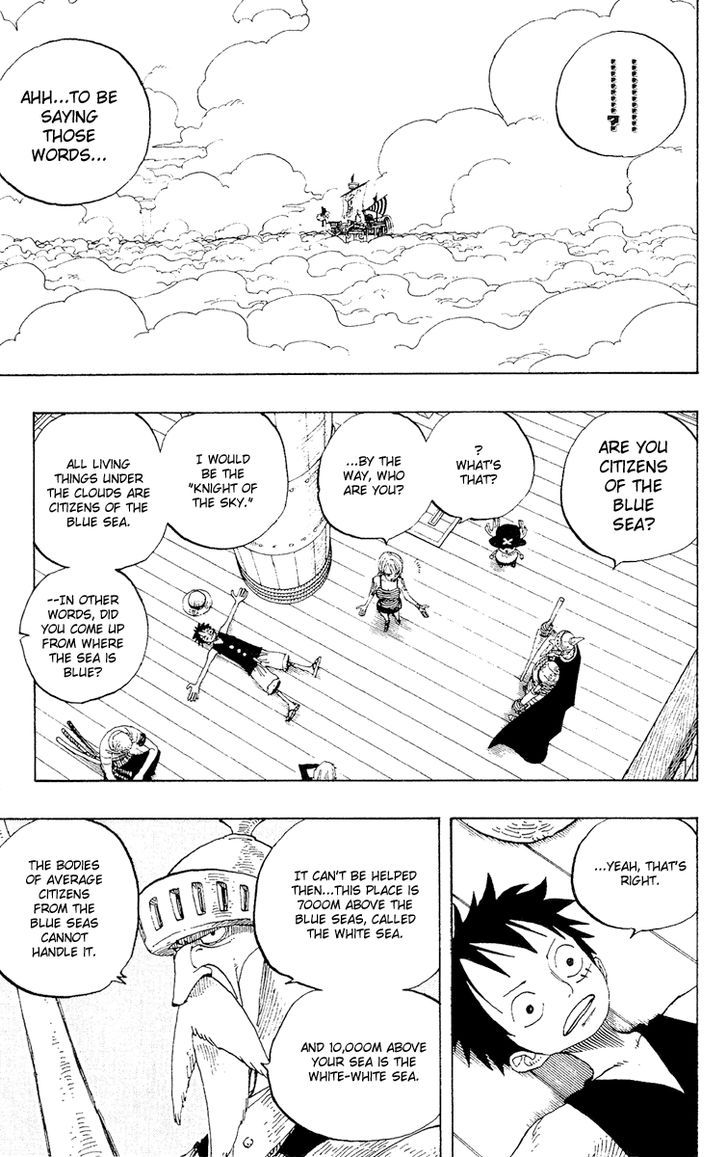 !!
?
AHH...TO BE
SAYING
THOSE
WORDS...
ARE YOU
CITIZENS
OF THE
BLUE
SEA?
?
WHAT'S
THAT?
...BY THE
WAY, WHO
ARE YOU?
I WOULD
BE THE
"KNIGHT OF
THE SKY."
ALL LIVING
THINGS UNDER
THE CLOUDS ARE
CITIZENS OF THE
BLUE SEA.
--IN OTHER
WORDS, DID
YOU COME UP
FROM WHERE
THE SEA IS
BLUE?
...YEAH, THAT'S
RIGHT.
IT CAN'T BE HELPED
THEN...THIS PLACE IS
7000M ABOVE THE
BLUE SEAS, CALLED
THE WHITE SEA.
AND 10,000M ABOVE
YOUR SEA IS THE
WHITE-WHITE SEA.
THE BODIES
OF AVERAGE
CITIZENS
FROM THE
BLUE SEAS
CANNOT
HANDLE IT.